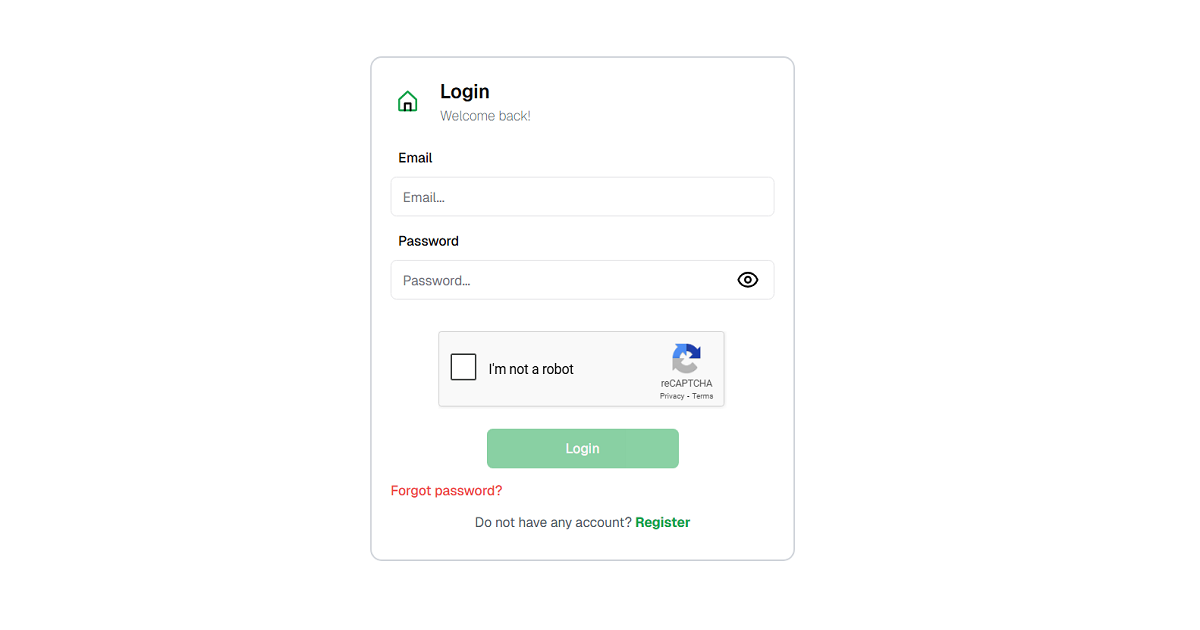 Login
Welcome back!
Email
Email...
Password
Password...
I'm not a robot
reCAPTCHA
Privacy - Terms
Login
Forgot password?
Do not have any account? Register